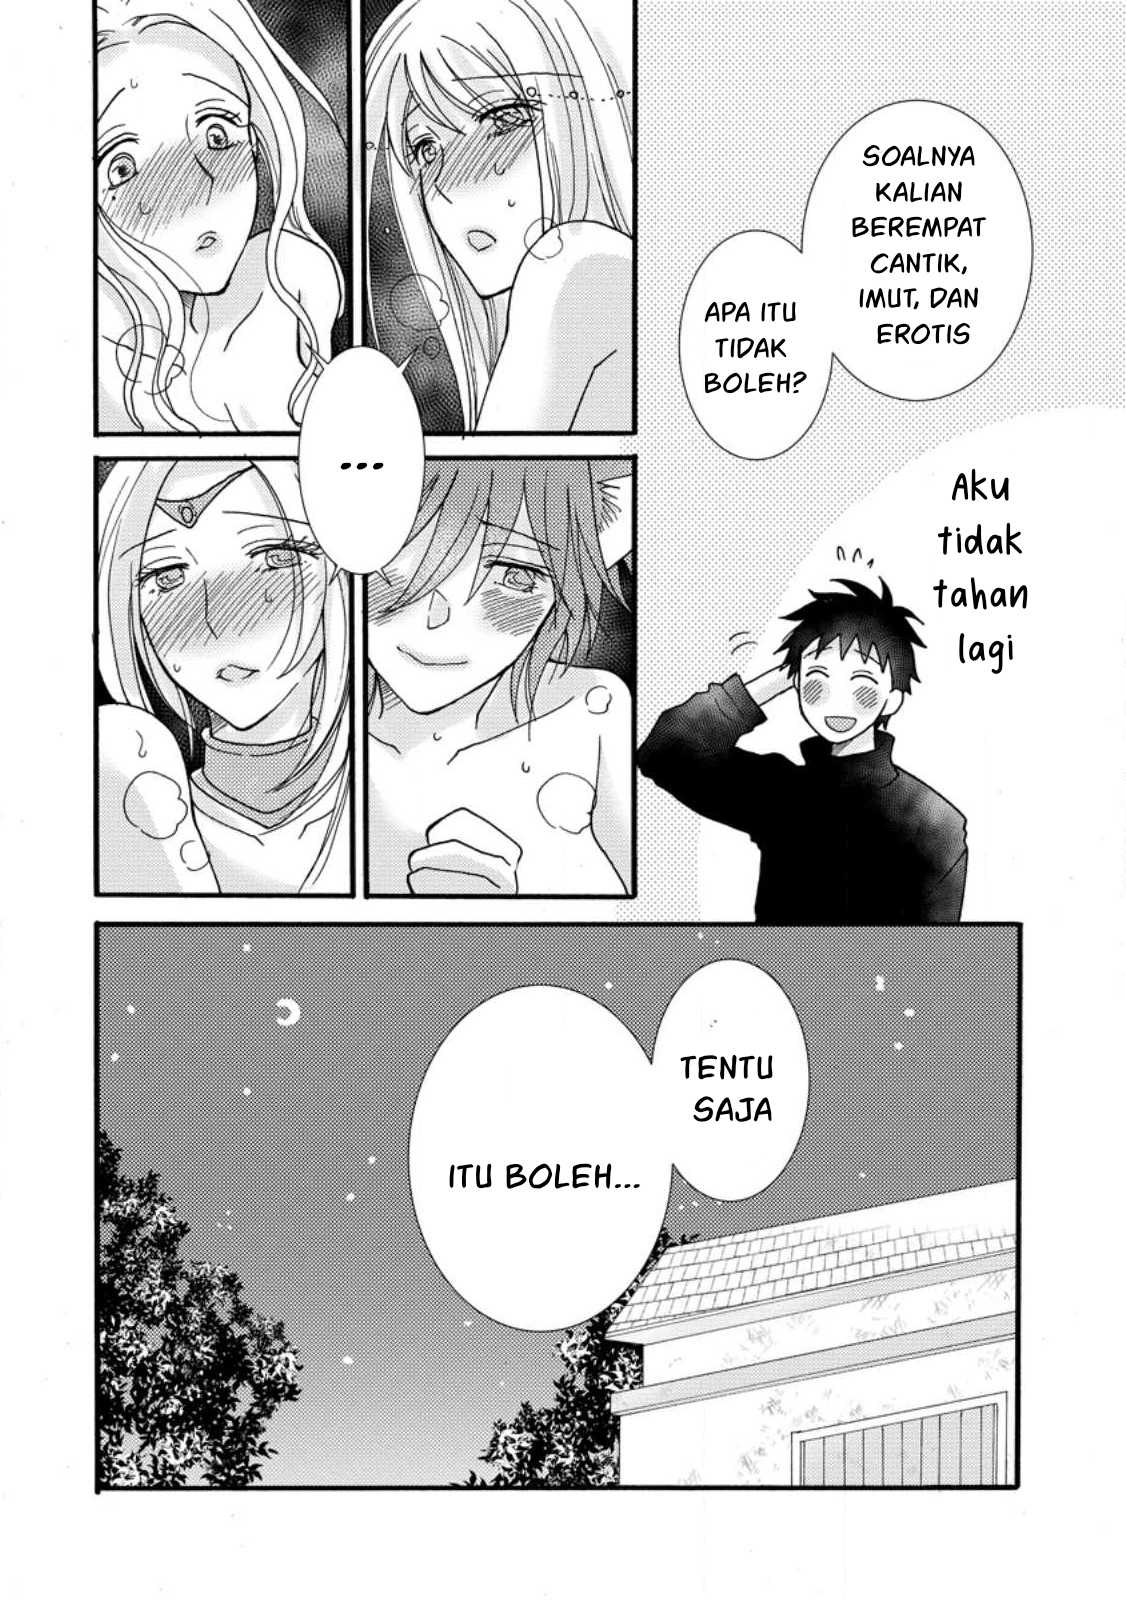 SOALNYA
KALIAN
BEREMPAT
CANTIK,
IMUT, DAN
EROTIS
APA ITU
TIDAK
BOLEH?
Aku
tidak
tahan
lagi
...
TENTU
SAJA
ITU BOLEH...